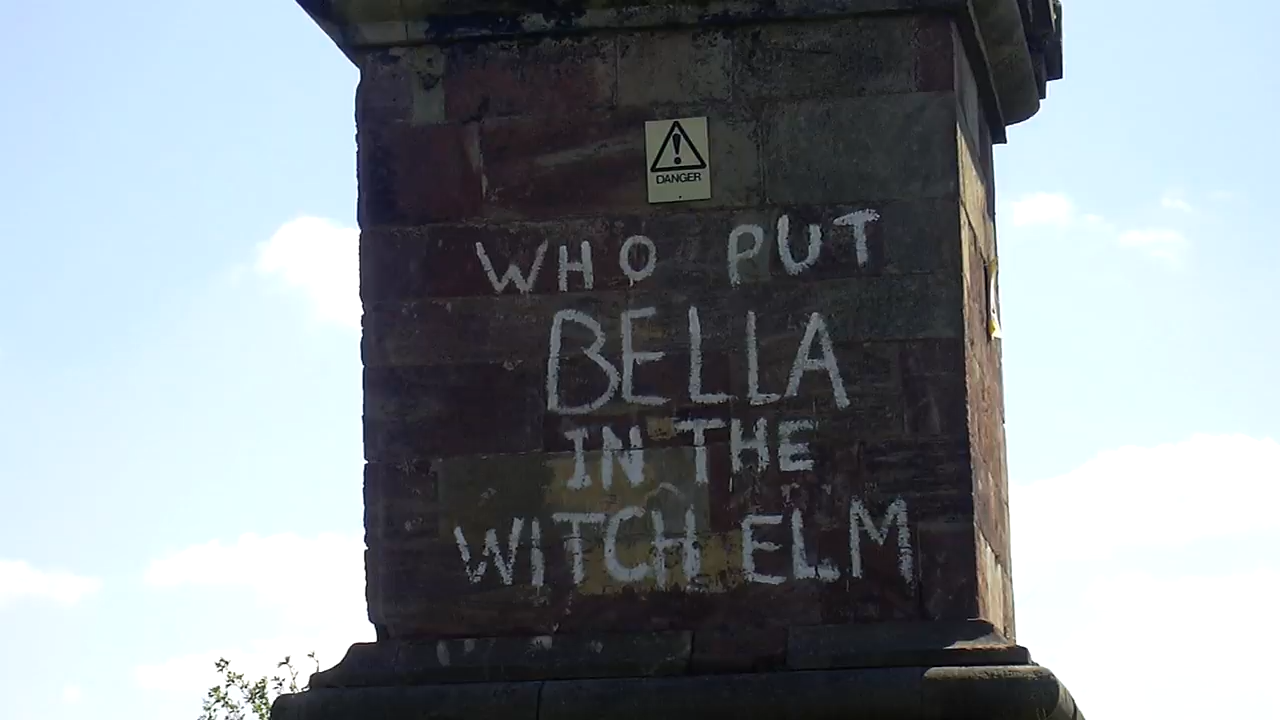 DANGER
WHO PUT
BELLA
IN THE
WITCH ELM